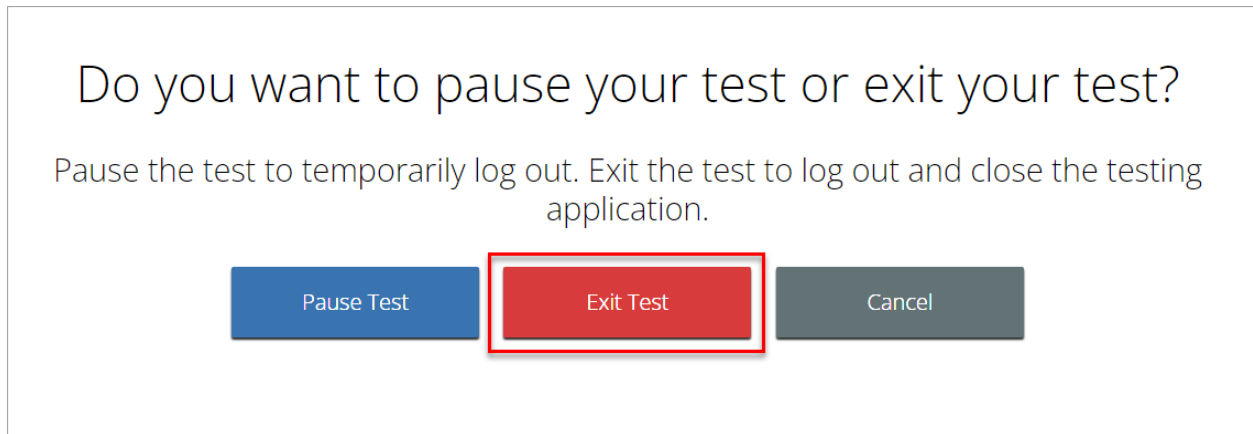 Do you want to pause your test or exit your test?
Pause the test to temporarily log out. Exit the test to log out and close the testing
application.
Pause Test
Exit Test
Cancel